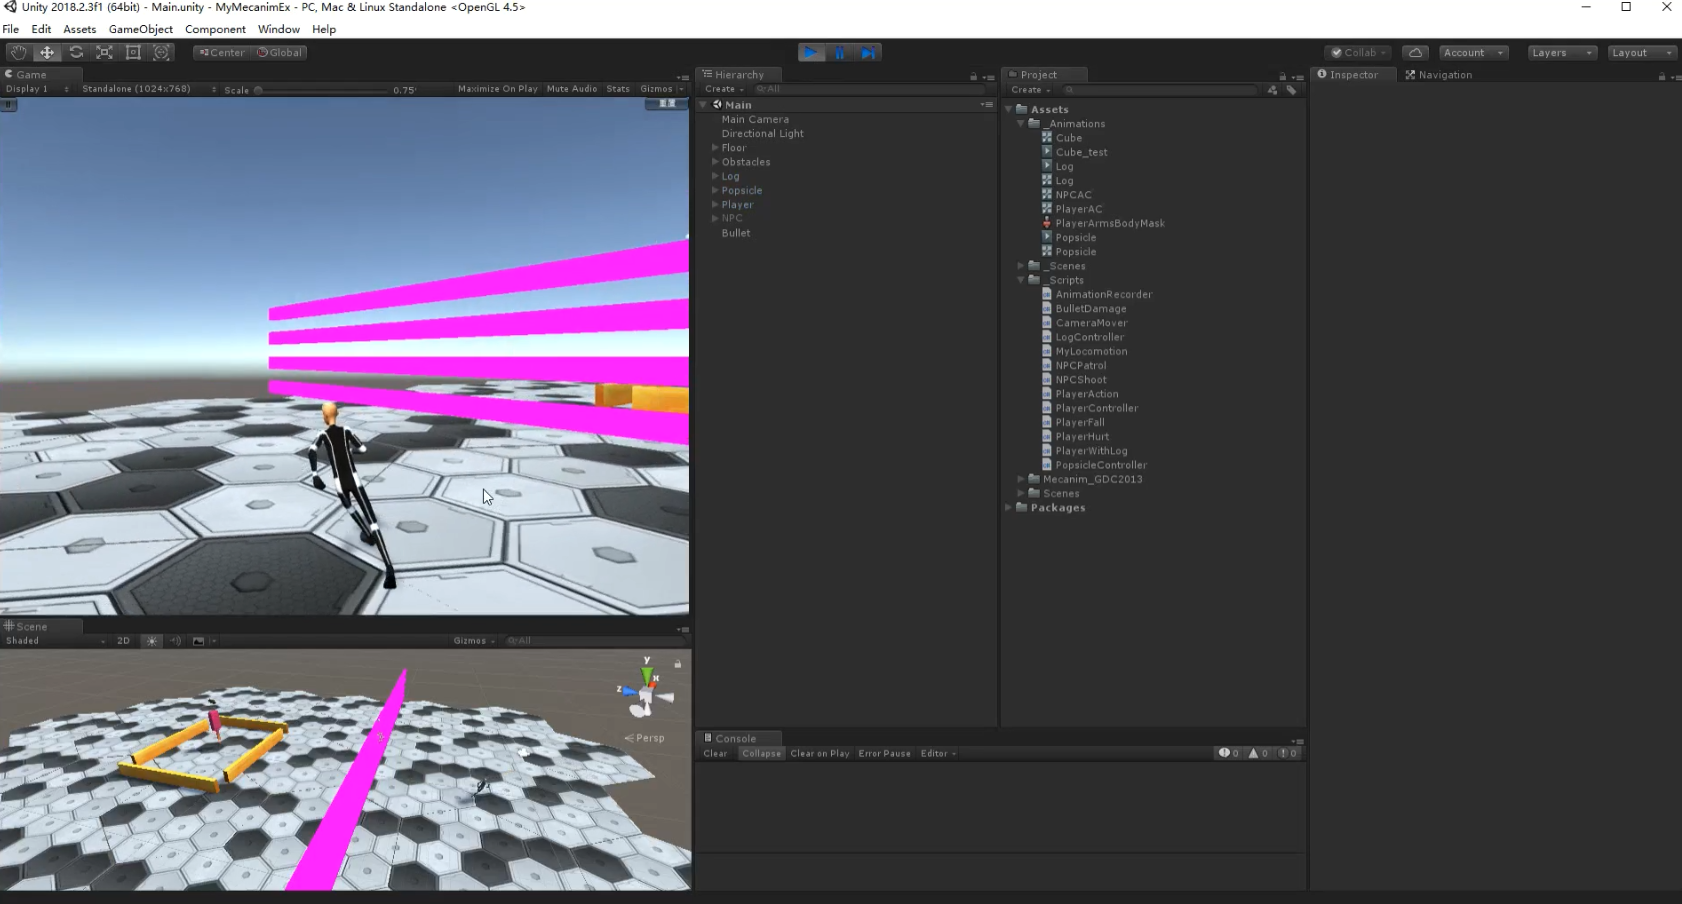 Unity 2018.2.3f1 (64bit) - Main.unity - MyMecanimEx - PC, Mac & Linux Standalone <OpenGL 4.5>
File Edit Assets GameObject Component Window Help
Center Global Collab Account Layers Layout
Game
Display 1 Standalone (1024x768) Scale 0.75 Maximize On Play Mute Audio Stats Gizmos
Hierarchy
Create All
Main
Main Camera
Directional Light
Floor
Obstacles
Log
Popsicle
Player
NPC
Bullet
Project
Create
Assets
_Animations
Cube
Cube_test
Log
Log
NPCAC
PlayerAC
PlayerArmsBodyMask
Popsicle
Popsicle
_Scenes
_Scripts
AnimationRecorder
BulletDamage
CameraMover
LogController
MyLocomotion
NPCPatrol
NPCShoot
PlayerAction
PlayerController
PlayerFall
PlayerHurt
PlayerWithLog
PopsicleController
Mecanim_GDC2013
Scenes
Packages
Inspector Navigation
Scene
Shaded 2D Gizmos All
y
x
z
Persp
Console
Clear Collapse Clear on Play Error Pause Editor 0 0 0